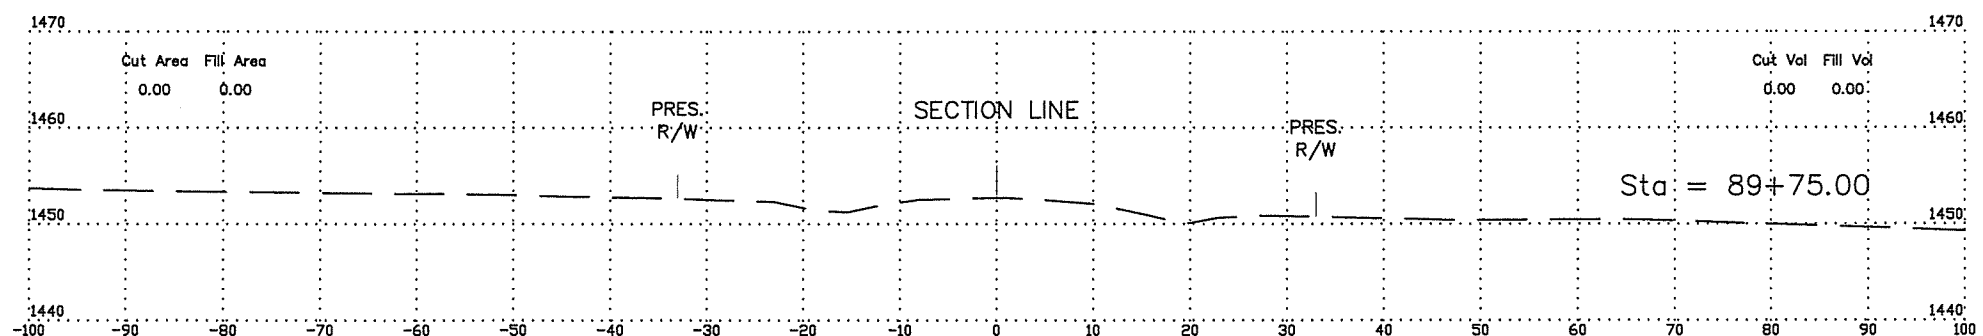 1470 1470
Cut Area Fill Area Cut Vol Fill Vol
0.00 0.00 0.00 0.00
PRES. SECTION LINE
R/W
1460 1460
PRES.
R/W
Sta = 89+75.00
1450 1450
1440 1440
-100 -90 -80 -70 -60 -50 -40 -30 -20 -10 0 10 20 30 40 50 60 70 80 90 100